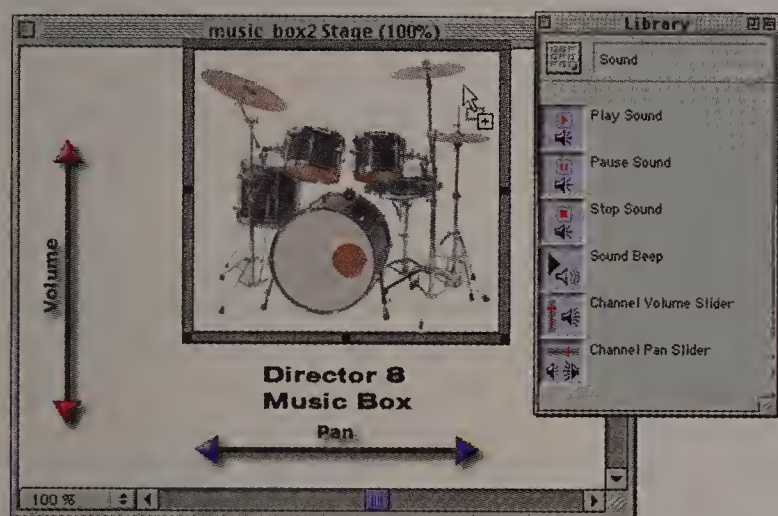 music box2 Stage (100%)
Volume
Director 8
Music Box
Pan
100 %
Library
Sound
Play Sound
Pause Sound
Stop Sound
Sound Beep
Channel Volume Slider
Channel Pan Slider